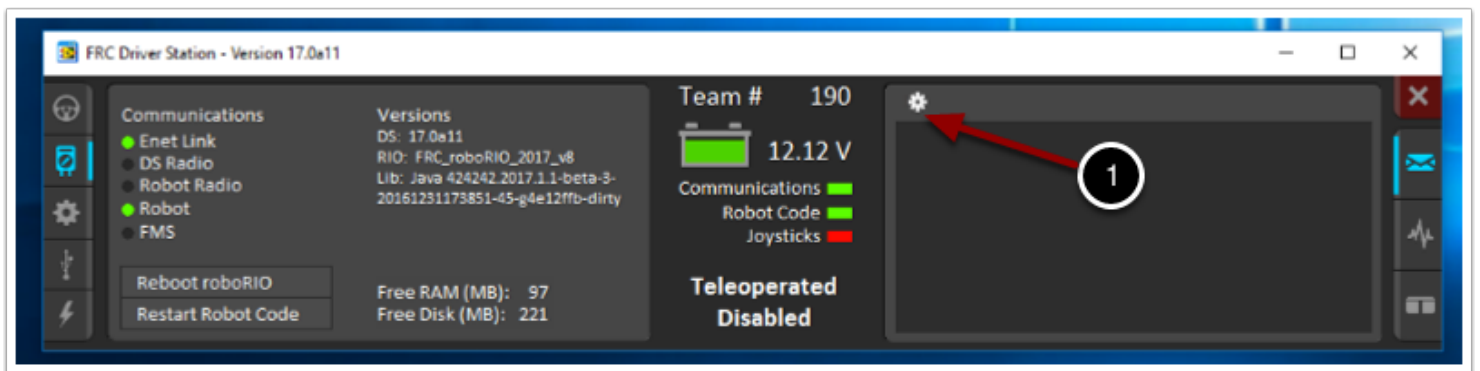 FRC Driver Station - Version 17.0a11
Communications
Enet Link
DS Radio
Robot Radio
Robot
FMS
Reboot roboRIO
Restart Robot Code
Versions
DS: 17.0a11
RIO: FRC_roboRIO_2017_v8
Lib: Java 424242.2017.1.1-beta-3-
20161231173851-45-g4e12ffb-dirty
Free RAM (MB): 97
Free Disk (MB): 221
Team # 190
12.12 V
Communications
Robot Code
Joysticks
Teleoperated
Disabled
1